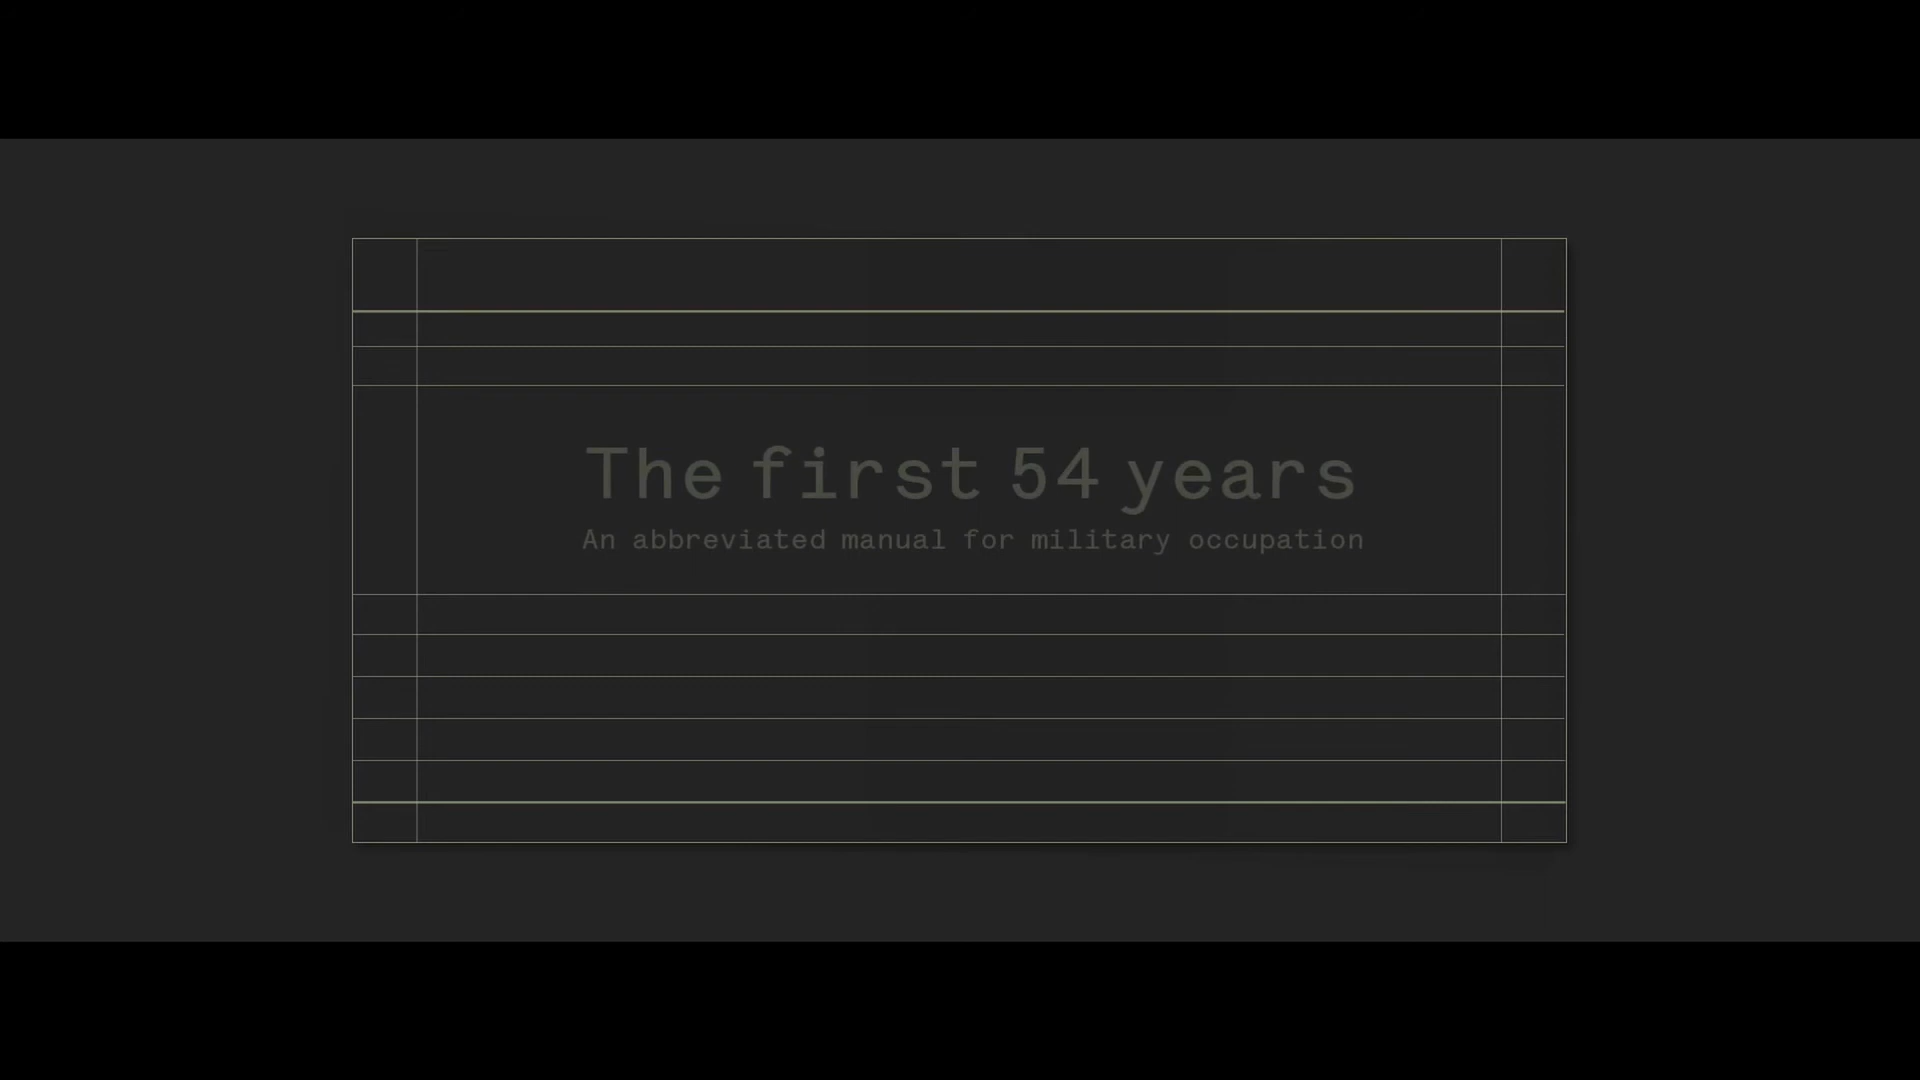 The first 54 years
An abbreviated manual for military occupation